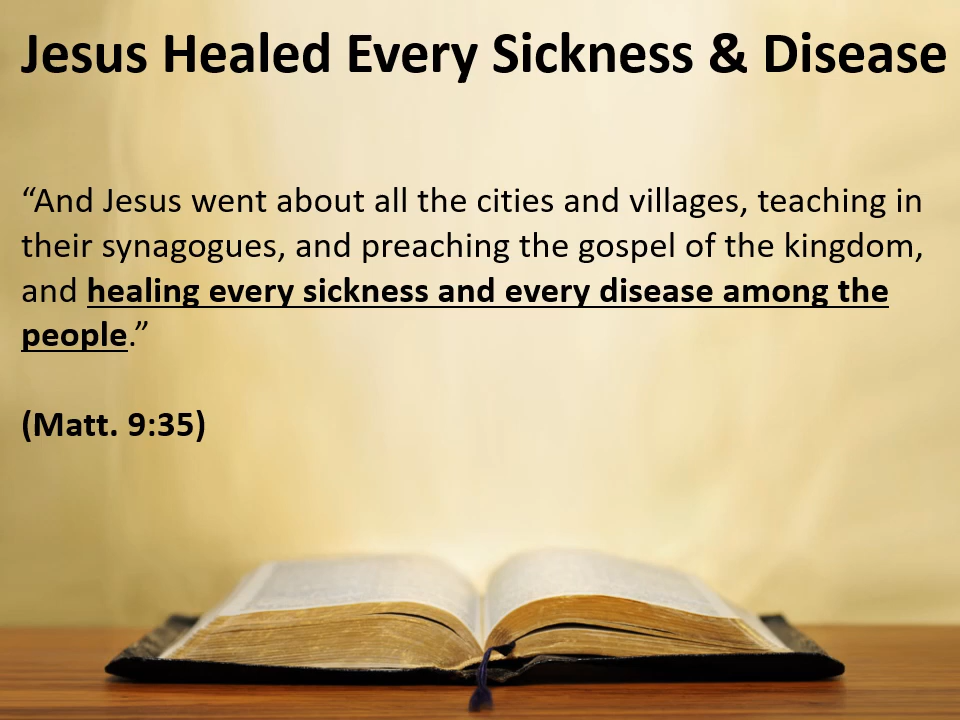 Jesus Healed Every Sickness & Disease
“And Jesus went about all the cities and villages, teaching in
their synagogues, and preaching the gospel of the kingdom,
and healing every sickness and every disease among the
people.”
(Matt. 9:35)